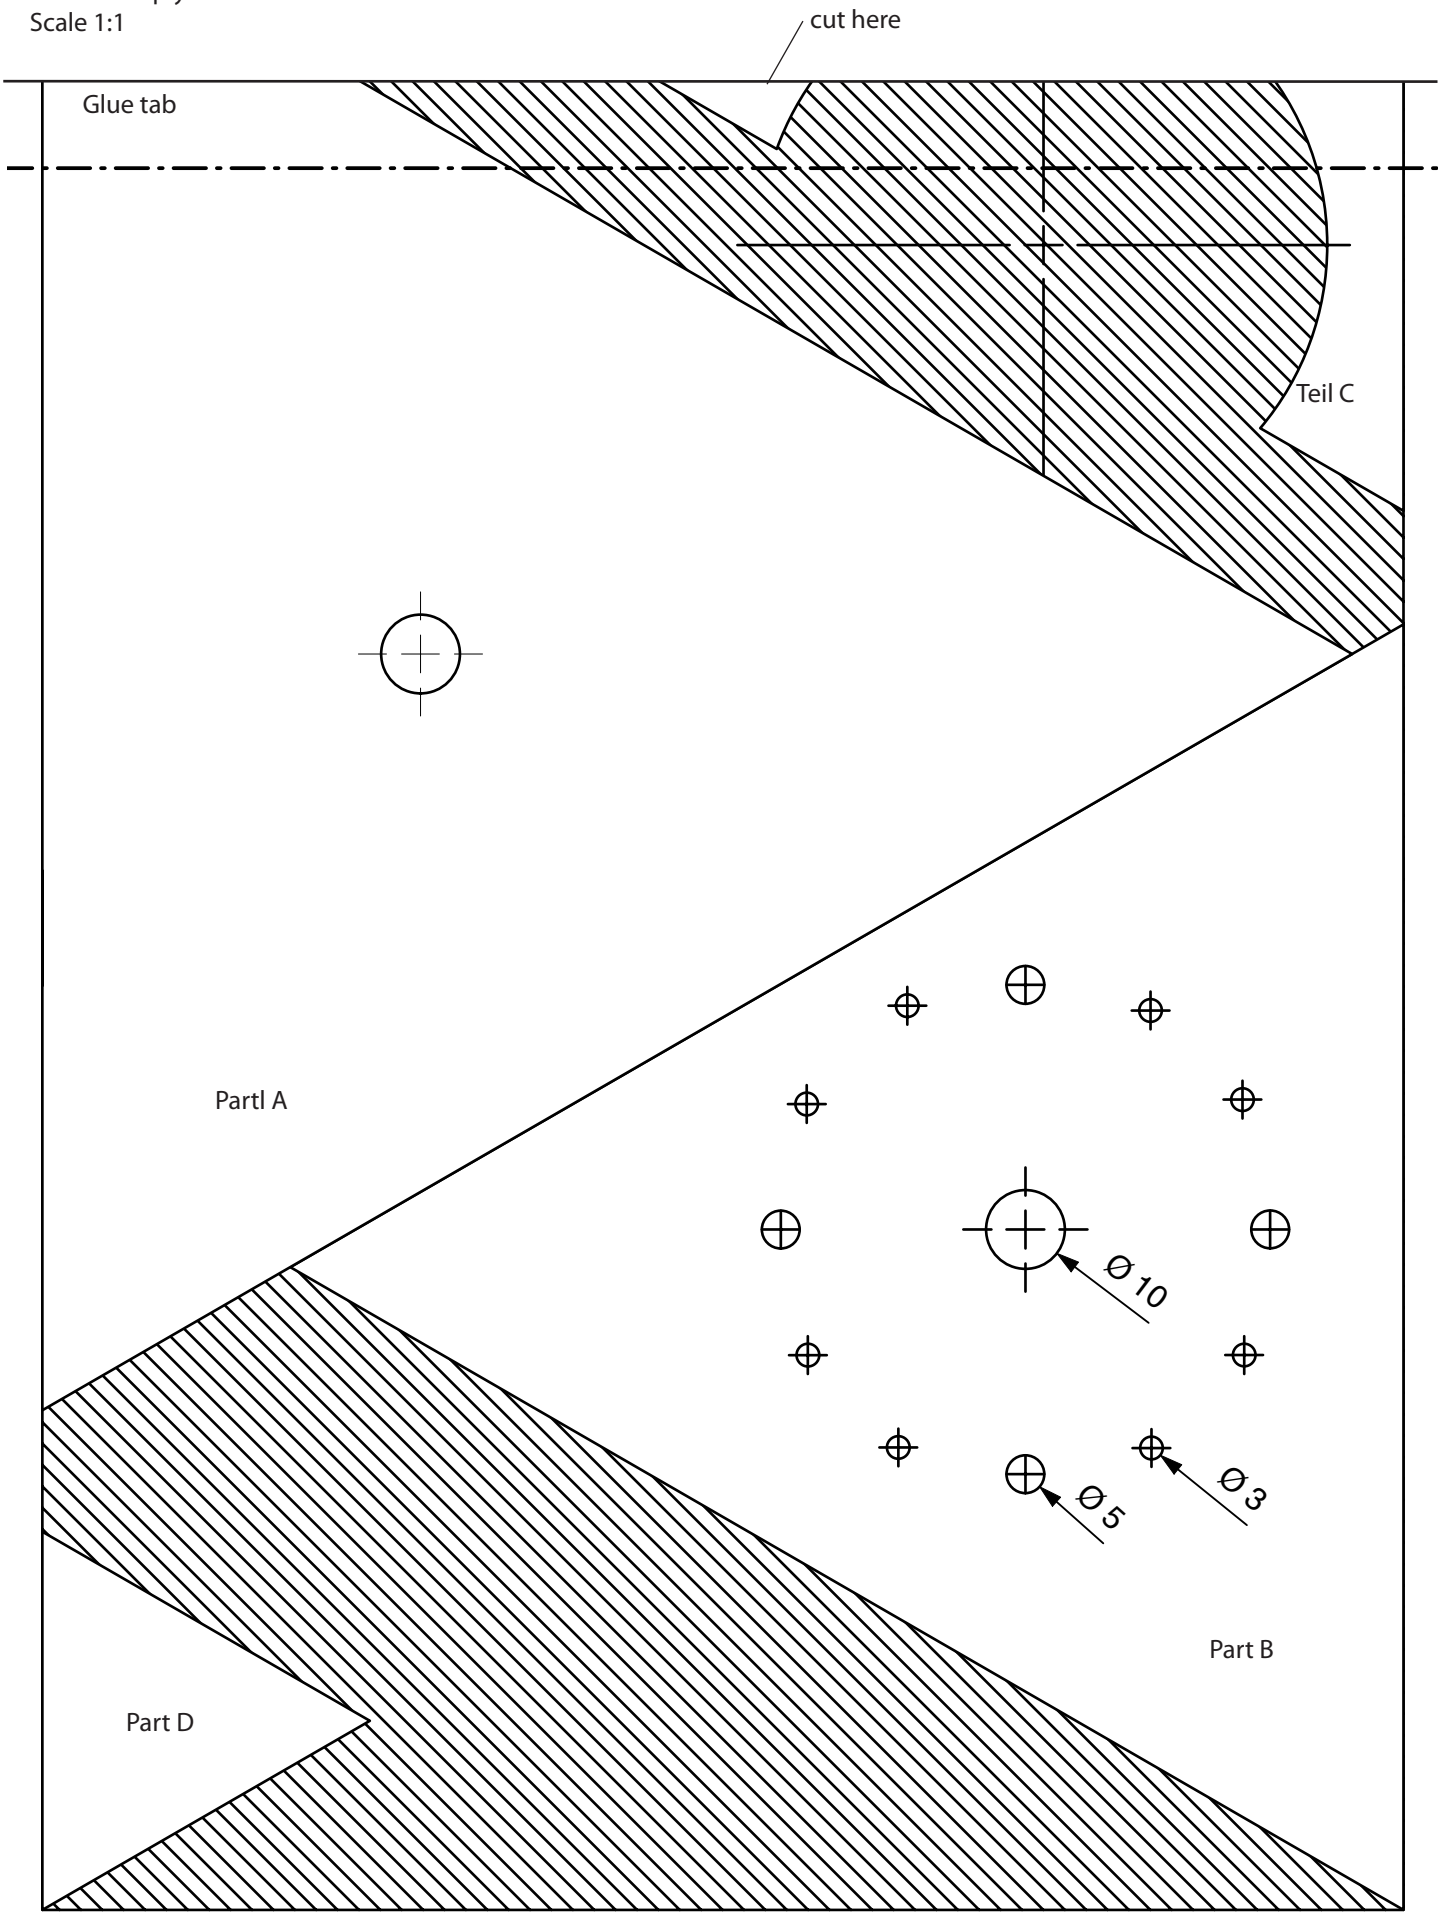 Scale 1:1
cut here
Glue tab
Teil C
Partl A
Ø 10
Ø 3
Ø 5
Part B
Part D